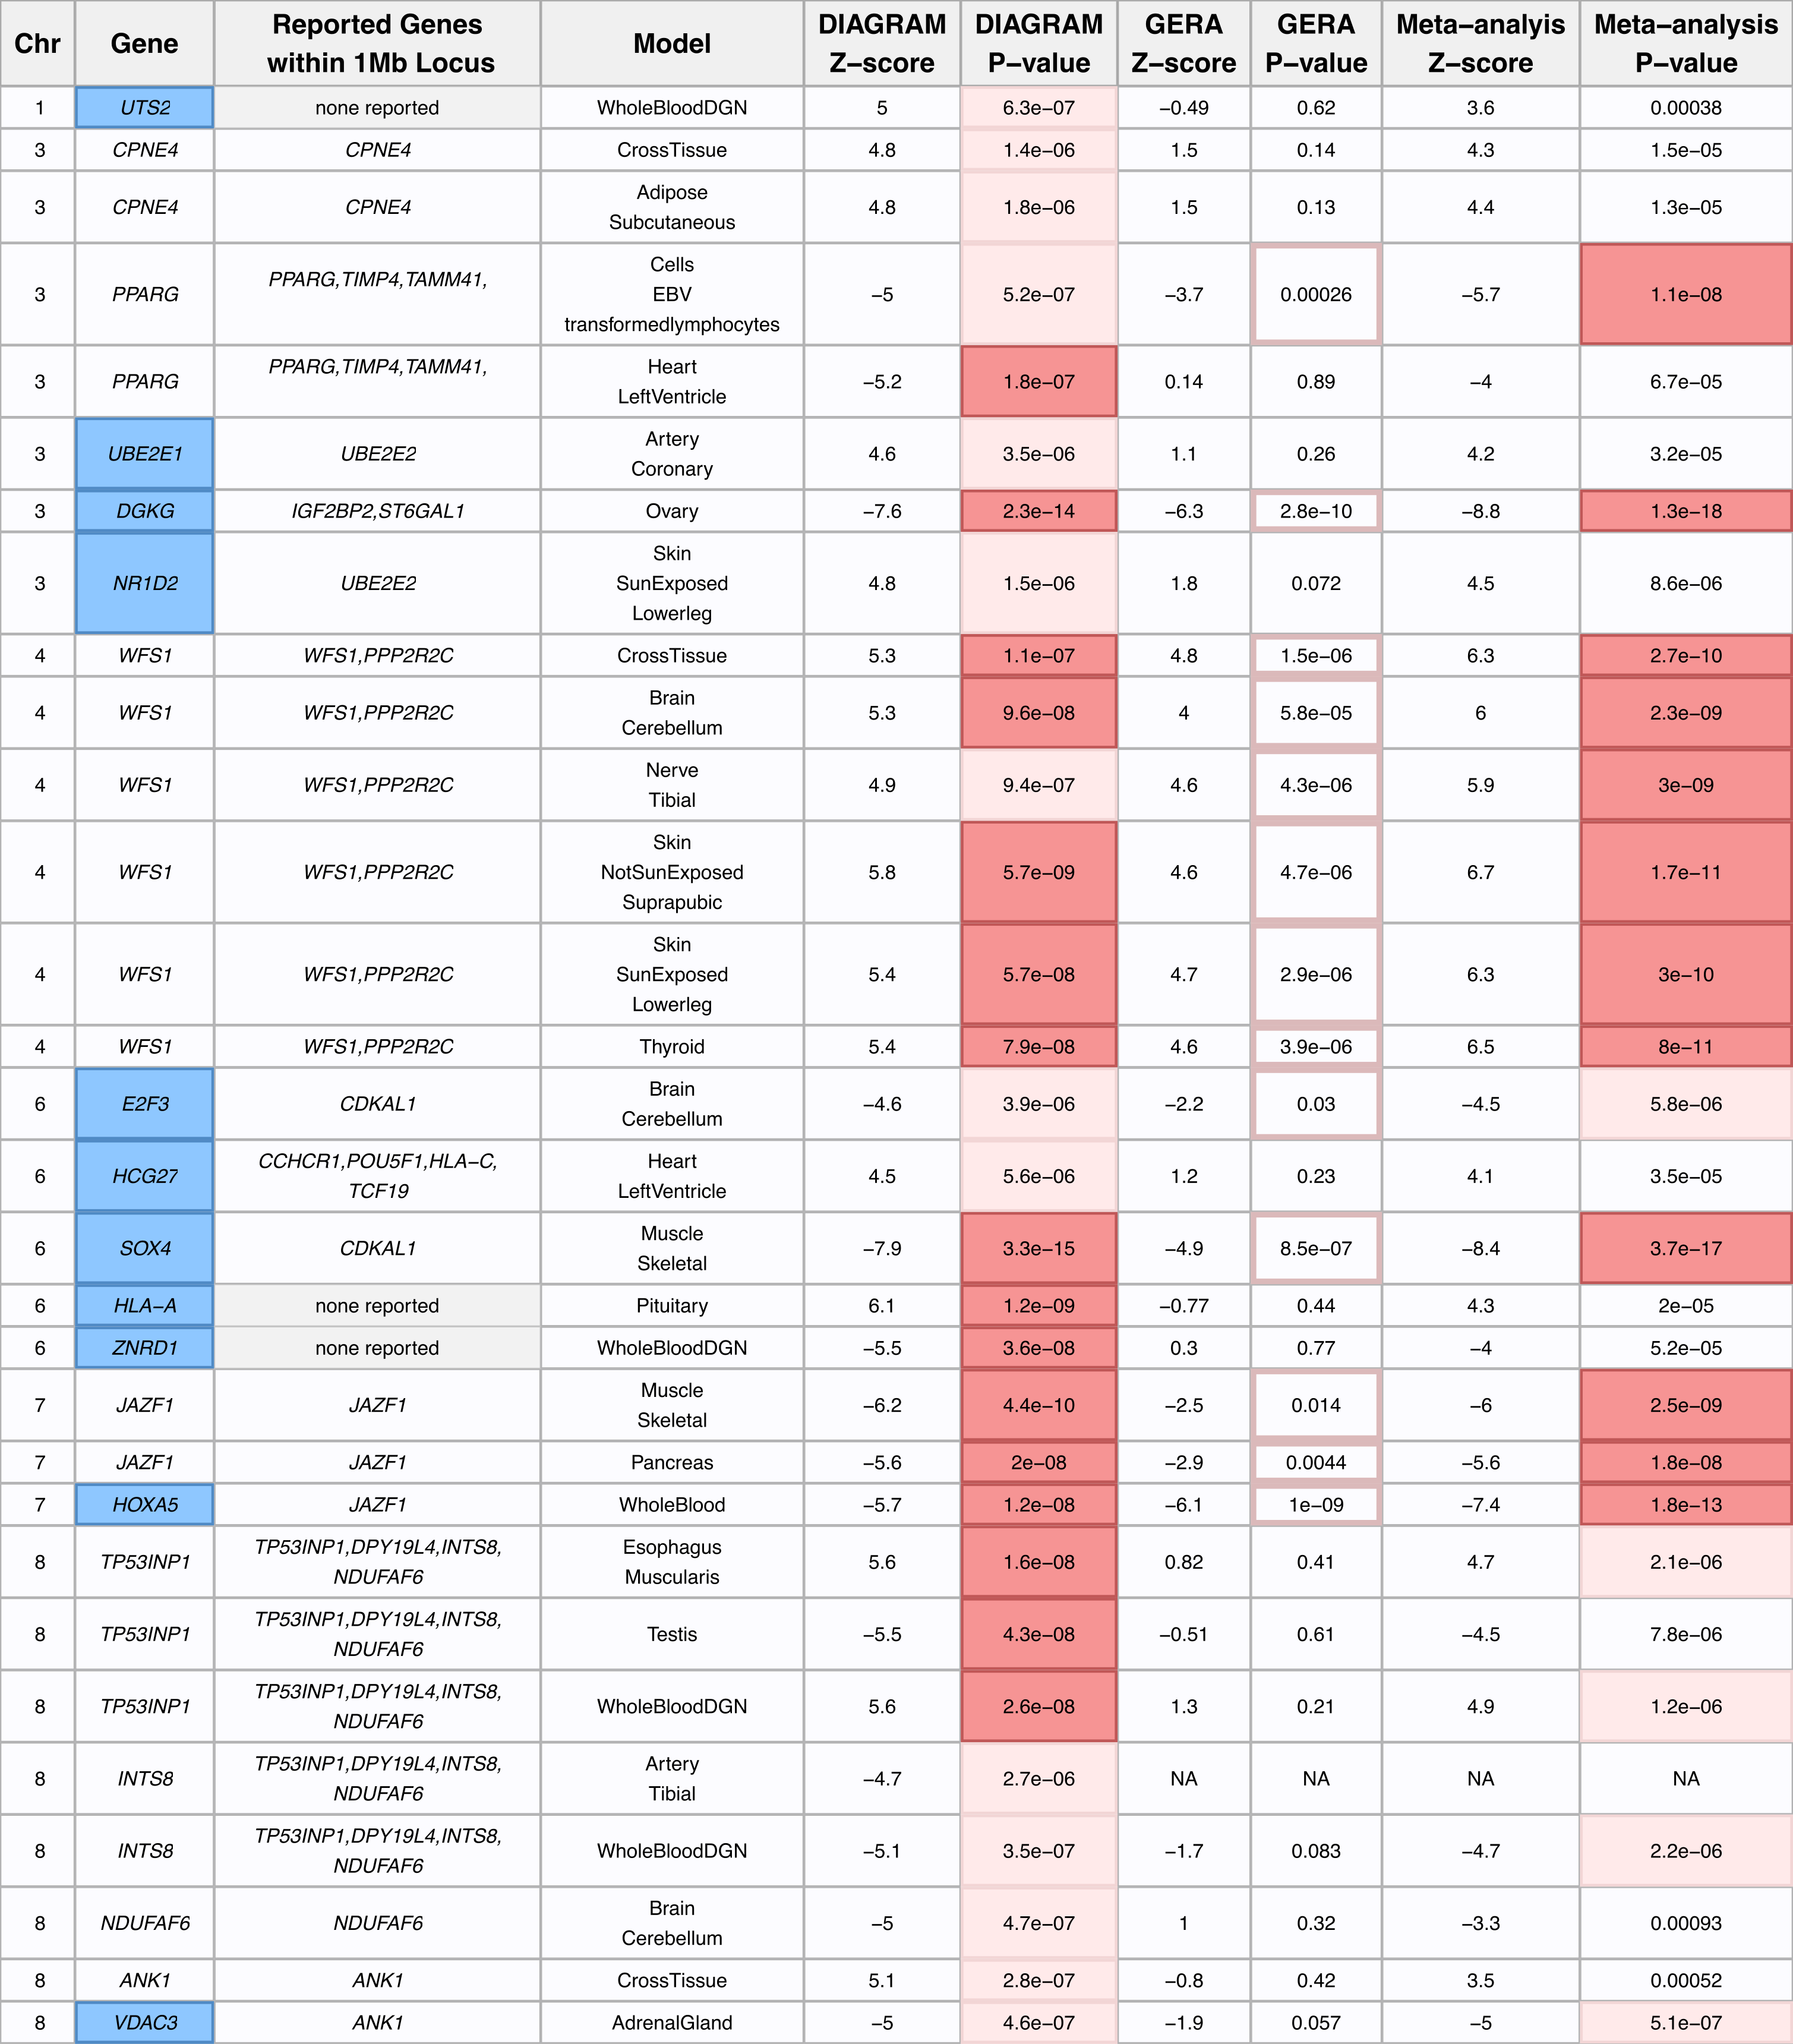 Chr Gene Reported Genes within 1Mb Locus Model DIAGRAM Z−score DIAGRAM P−value GERA Z−score GERA P−value Meta−analyis Z−score Meta−analysis P−value
1 UTS2 none reported WholeBloodDGN 5 6.3e−07 −0.49 0.62 3.6 0.00038
3 CPNE4 CPNE4 CrossTissue 4.8 1.4e−06 1.5 0.14 4.3 1.5e−05
3 CPNE4 CPNE4 Adipose Subcutaneous 4.8 1.8e−06 1.5 0.13 4.4 1.3e−05
3 PPARG PPARG,TIMP4,TAMM41, Cells EBV transformedlymphocytes −5 5.2e−07 −3.7 0.00026 −5.7 1.1e−08
3 PPARG PPARG,TIMP4,TAMM41, Heart LeftVentricle −5.2 1.8e−07 0.14 0.89 −4 6.7e−05
3 UBE2E1 UBE2E2 Artery Coronary 4.6 3.5e−06 1.1 0.26 4.2 3.2e−05
3 DGKG IGF2BP2,ST6GAL1 Ovary −7.6 2.3e−14 −6.3 2.8e−10 −8.8 1.3e−18
3 NR1D2 UBE2E2 Skin SunExposed Lowerleg 4.8 1.5e−06 1.8 0.072 4.5 8.6e−06
4 WFS1 WFS1,PPP2R2C CrossTissue 5.3 1.1e−07 4.8 1.5e−06 6.3 2.7e−10
4 WFS1 WFS1,PPP2R2C Brain Cerebellum 5.3 9.6e−08 4 5.8e−05 6 2.3e−09
4 WFS1 WFS1,PPP2R2C Nerve Tibial 4.9 9.4e−07 4.6 4.3e−06 5.9 3e−09
4 WFS1 WFS1,PPP2R2C Skin NotSunExposed Suprapubic 5.8 5.7e−09 4.6 4.7e−06 6.7 1.7e−11
4 WFS1 WFS1,PPP2R2C Skin SunExposed Lowerleg 5.4 5.7e−08 4.7 2.9e−06 6.3 3e−10
4 WFS1 WFS1,PPP2R2C Thyroid 5.4 7.9e−08 4.6 3.9e−06 6.5 8e−11
6 E2F3 CDKAL1 Brain Cerebellum −4.6 3.9e−06 −2.2 0.03 −4.5 5.8e−06
6 HCG27 CCHCR1,POU5F1,HLA−C, TCF19 Heart LeftVentricle 4.5 5.6e−06 1.2 0.23 4.1 3.5e−05
6 SOX4 CDKAL1 Muscle Skeletal −7.9 3.3e−15 −4.9 8.5e−07 −8.4 3.7e−17
6 HLA−A none reported Pituitary 6.1 1.2e−09 −0.77 0.44 4.3 2e−05
6 ZNRD1 none reported WholeBloodDGN −5.5 3.6e−08 0.3 0.77 −4 5.2e−05
7 JAZF1 JAZF1 Muscle Skeletal −6.2 4.4e−10 −2.5 0.014 −6 2.5e−09
7 JAZF1 JAZF1 Pancreas −5.6 2e−08 −2.9 0.0044 −5.6 1.8e−08
7 HOXA5 JAZF1 WholeBlood −5.7 1.2e−08 −6.1 1e−09 −7.4 1.8e−13
8 TP53INP1 TP53INP1,DPY19L4,INTS8, NDUFAF6 Esophagus Muscularis 5.6 1.6e−08 0.82 0.41 4.7 2.1e−06
8 TP53INP1 TP53INP1,DPY19L4,INTS8, NDUFAF6 Testis −5.5 4.3e−08 −0.51 0.61 −4.5 7.8e−06
8 TP53INP1 TP53INP1,DPY19L4,INTS8, NDUFAF6 WholeBloodDGN 5.6 2.6e−08 1.3 0.21 4.9 1.2e−06
8 INTS8 TP53INP1,DPY19L4,INTS8, NDUFAF6 Artery Tibial −4.7 2.7e−06 NA NA NA NA
8 INTS8 TP53INP1,DPY19L4,INTS8, NDUFAF6 WholeBloodDGN −5.1 3.5e−07 −1.7 0.083 −4.7 2.2e−06
8 NDUFAF6 NDUFAF6 Brain Cerebellum −5 4.7e−07 1 0.32 −3.3 0.00093
8 ANK1 ANK1 CrossTissue 5.1 2.8e−07 −0.8 0.42 3.5 0.00052
8 VDAC3 ANK1 AdrenalGland −5 4.6e−07 −1.9 0.057 −5 5.1e−07